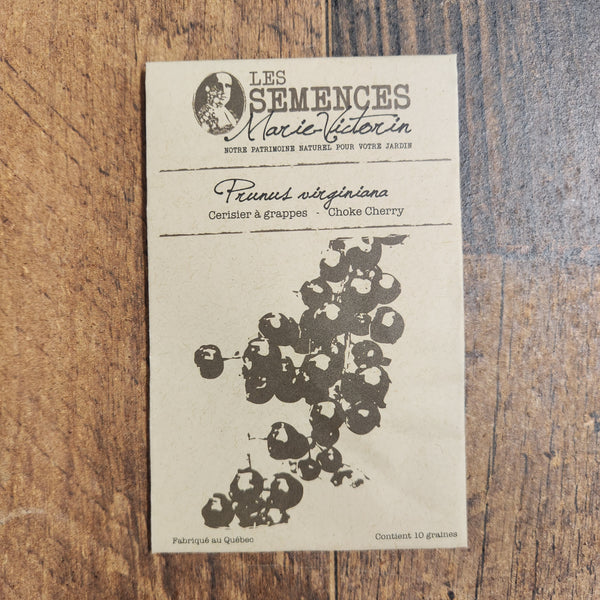 LES
SEMENCES
Marie-Victorin
NOTRE PATRIMOINE NATUREL POUR VOTRE JARDIN
Prunus virginiana
Cerisier à grappes - Choke Cherry
Fabriqué au Québec
Contient 10 graines